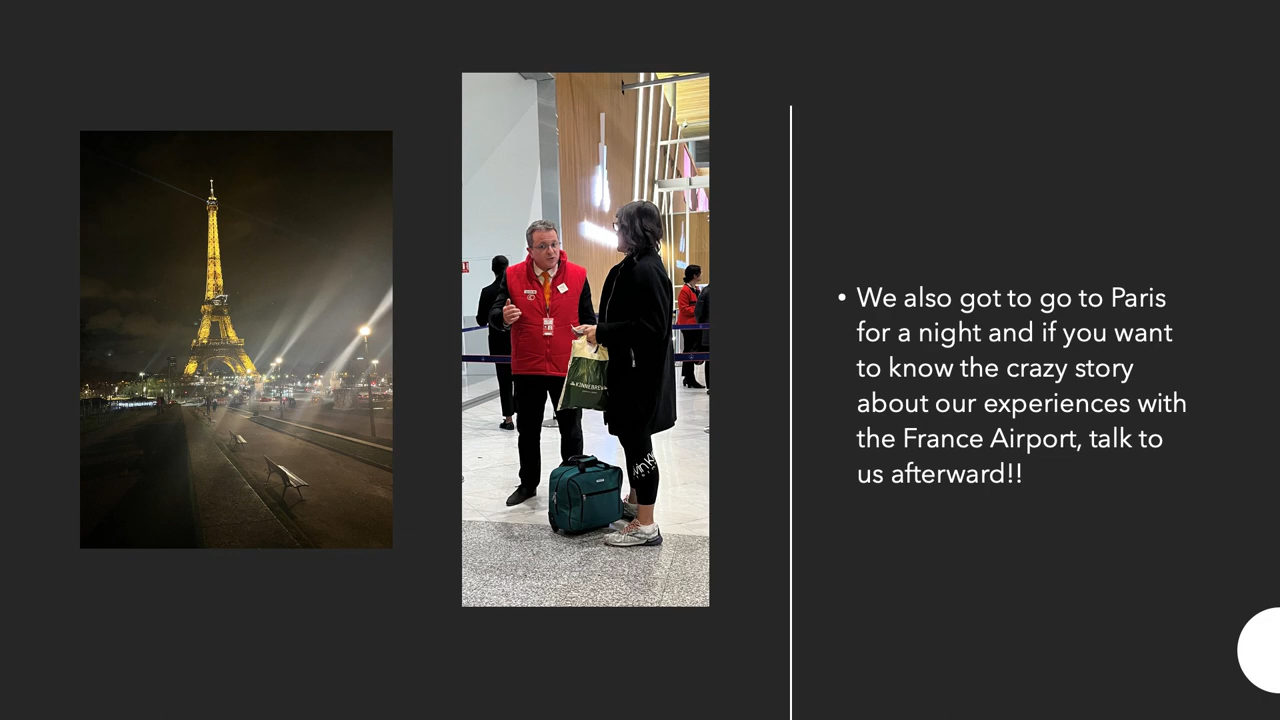 • We also got to go to Paris
for a night and if you want
to know the crazy story
about our experiences with
the France Airport, talk to
us afterward!!